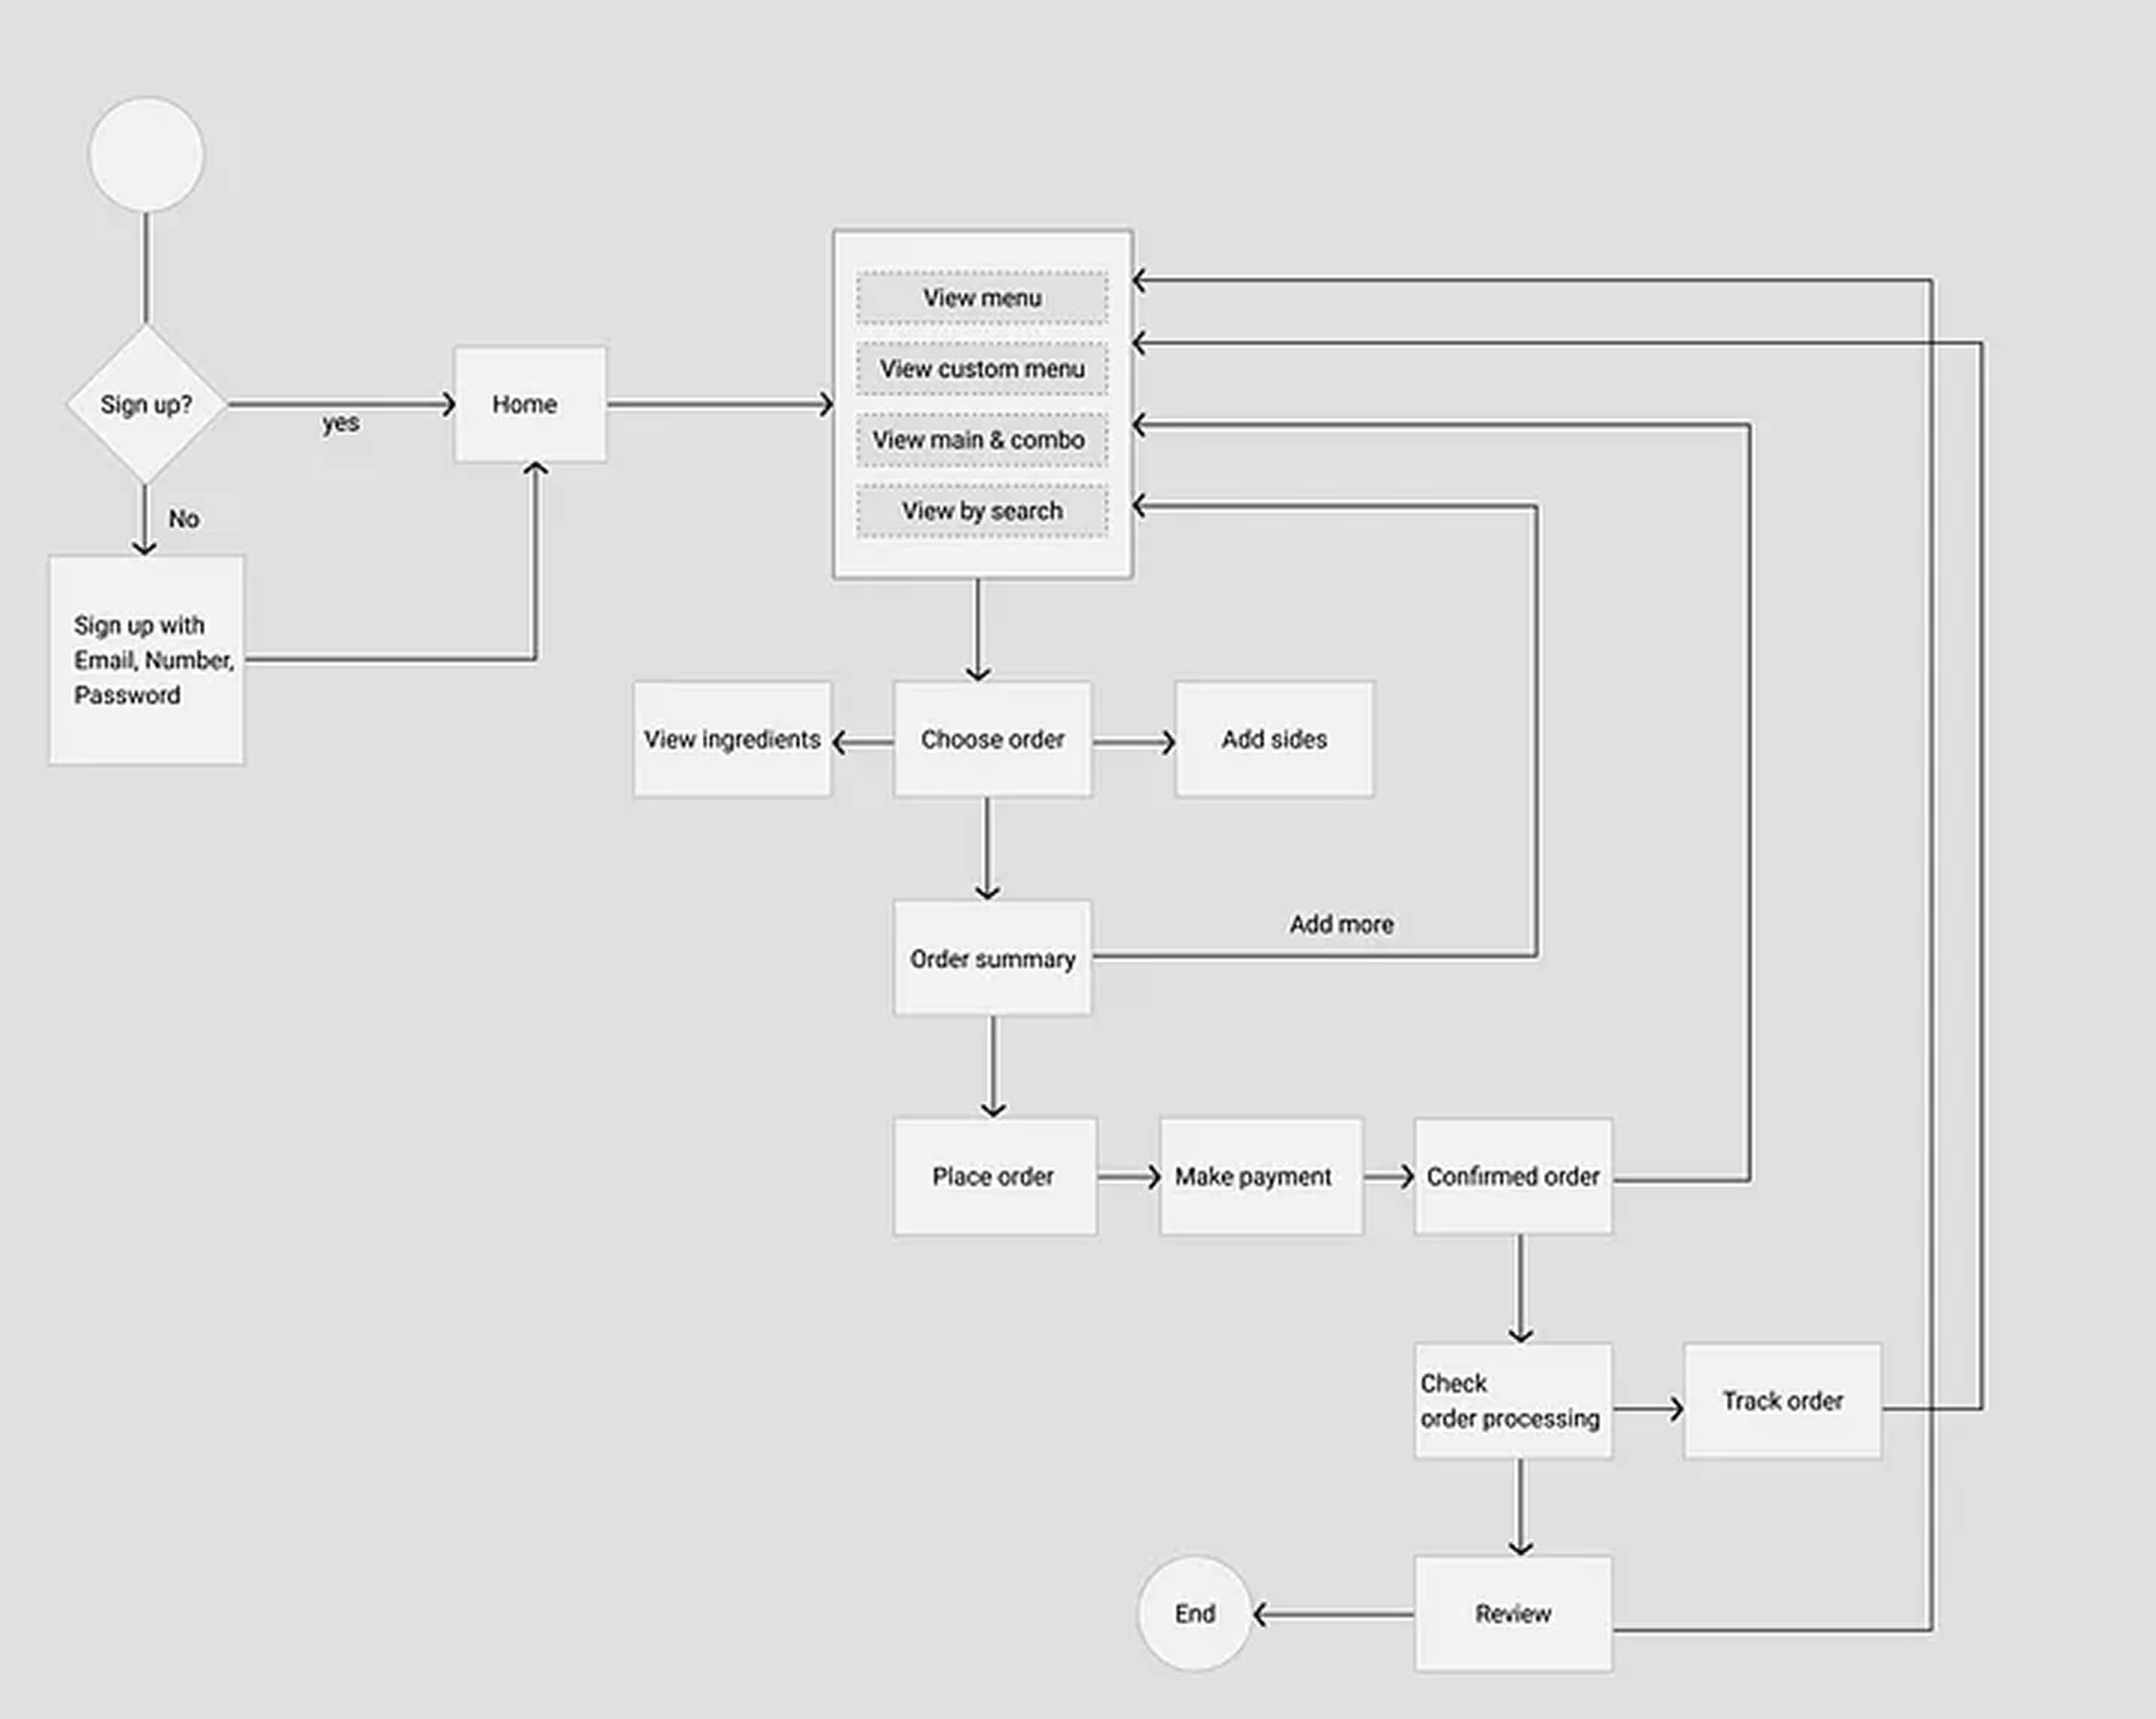 Sign up?
yes
No
Sign up with
Email, Number,
Password
Home
View menu
View custom menu
View main & combo
View by search
View ingredients
Choose order
Add sides
Order summary
Add more
Place order
Make payment
Confirmed order
Check
order processing
Track order
End
Review